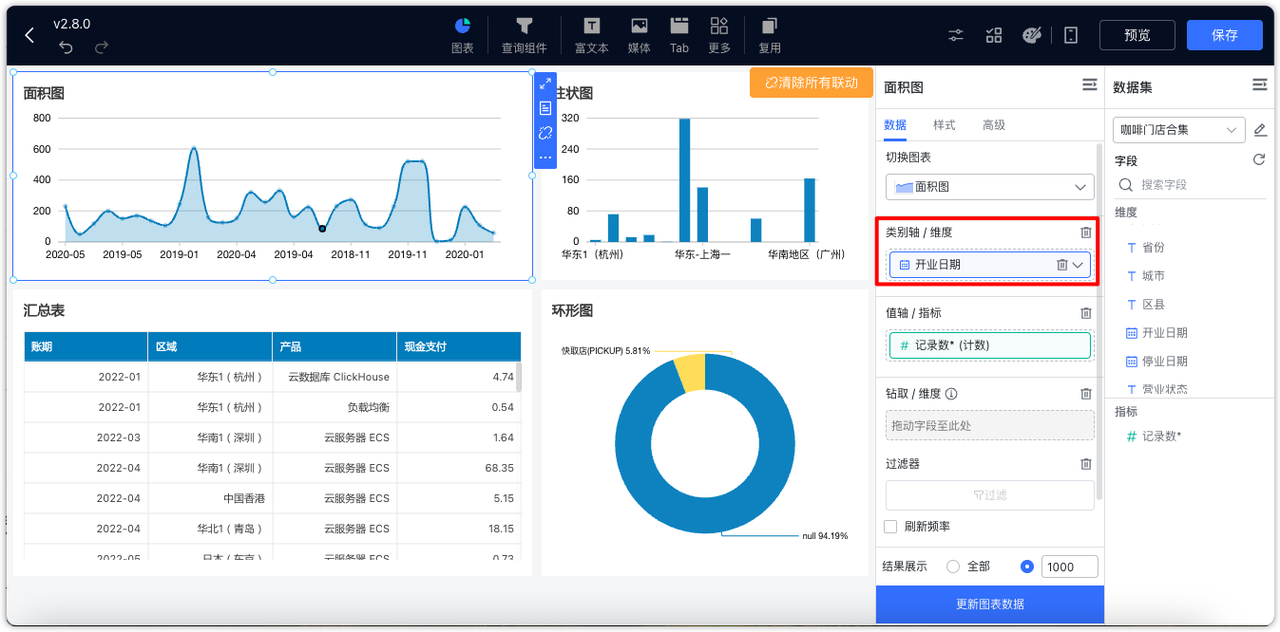 v2.8.0
图表
查询组件
富文本
媒体
Tab
更多
复用
预览
保存
面积图
800
600
400
200
0
2020-05
2019-05
2020-04
2019-04
2018-11
2019-11
2020-01
柱状图
清除所有联动
320
240
160
80
0
华东1（杭州）
华东-上海一
华南地区（广州）
汇总表
账期 区域 产品 现金支付
2022-01 华东1（杭州） 云数据库 ClickHouse 4.74
2022-01 华东1（杭州） 负载均衡 0.54
2022-03 华南1（深圳） 云服务器 ECS 1.64
2022-04 华南1（深圳） 云服务器 ECS 68.35
2022-04 中国香港 云服务器 ECS 5.15
2022-04 华北1（青岛） 云服务器 ECS 18.15
2022-05 日本（东京） 云服务器 ECS 0.73
环形图
快取店(PICKUP) 5.81%
null 94.19%
面积图
数据 样式 高级
切换图表
面积图
类别轴 / 维度
开业日期
值轴 / 指标
# 记录数* (计数)
钻取 / 维度
拖动字段至此处
过滤器
过滤
刷新频率
结果展示 全部 1000
更新图表数据
数据集
咖啡门店合集
字段
搜索字段
维度
T 省份
T 城市
T 区县
开业日期
停业日期
T 营业状态
指标
# 记录数*